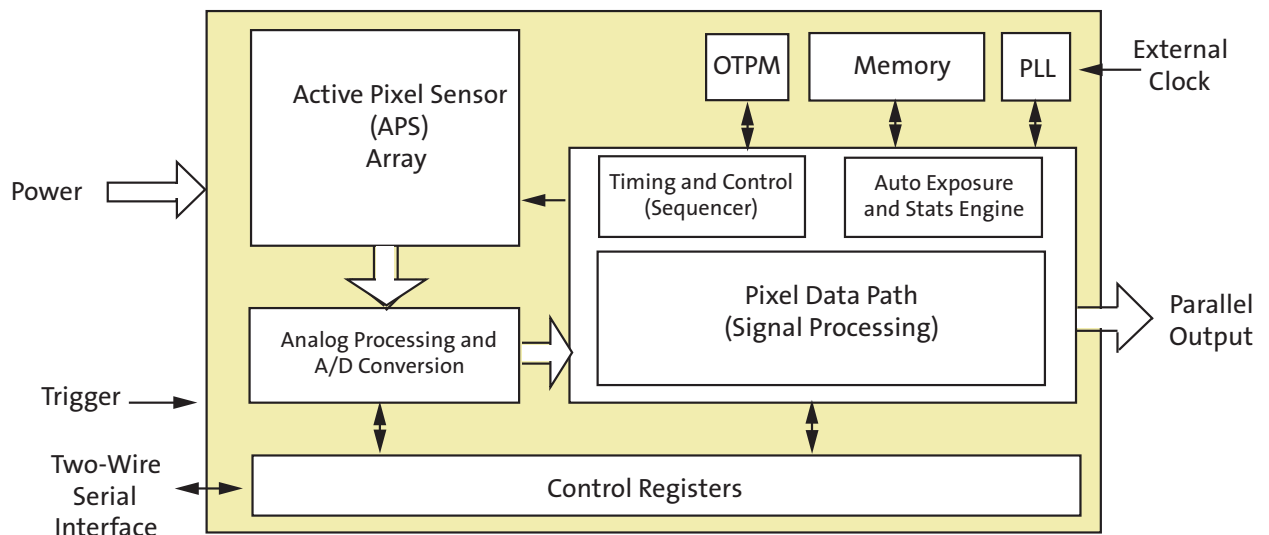 Active Pixel Sensor
(APS)
Array
OTPM
Memory
PLL
External
Clock
Power
Timing and Control
(Sequencer)
Auto Exposure
and Stats Engine
Pixel Data Path
(Signal Processing)
Parallel
Output
Analog Processing and
A/D Conversion
Trigger
Two-Wire
Serial
Interface
Control Registers